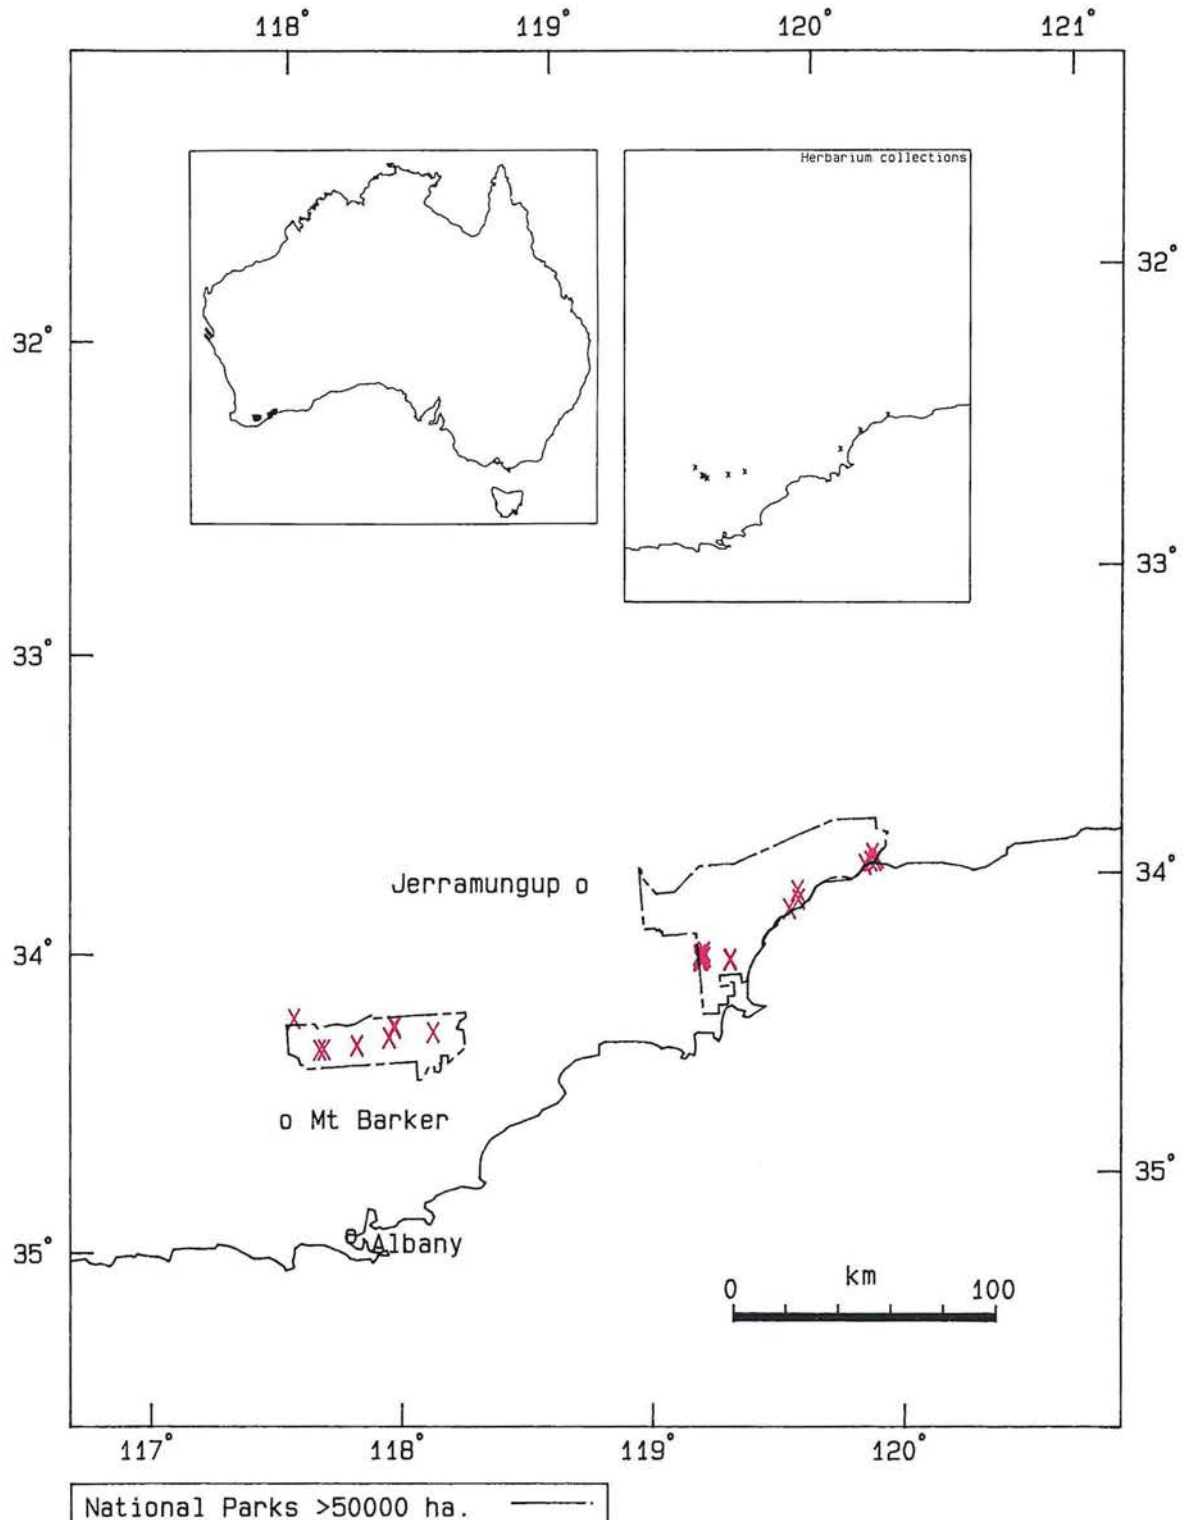 118° 119° 120° 121°
Herbarium collections
32°
32°
33°
33°
34°
Jerramungup
34°
Mt Barker
35°
Albany
35°
km
0 100
117° 118° 119° 120°
National Parks >50000 ha.